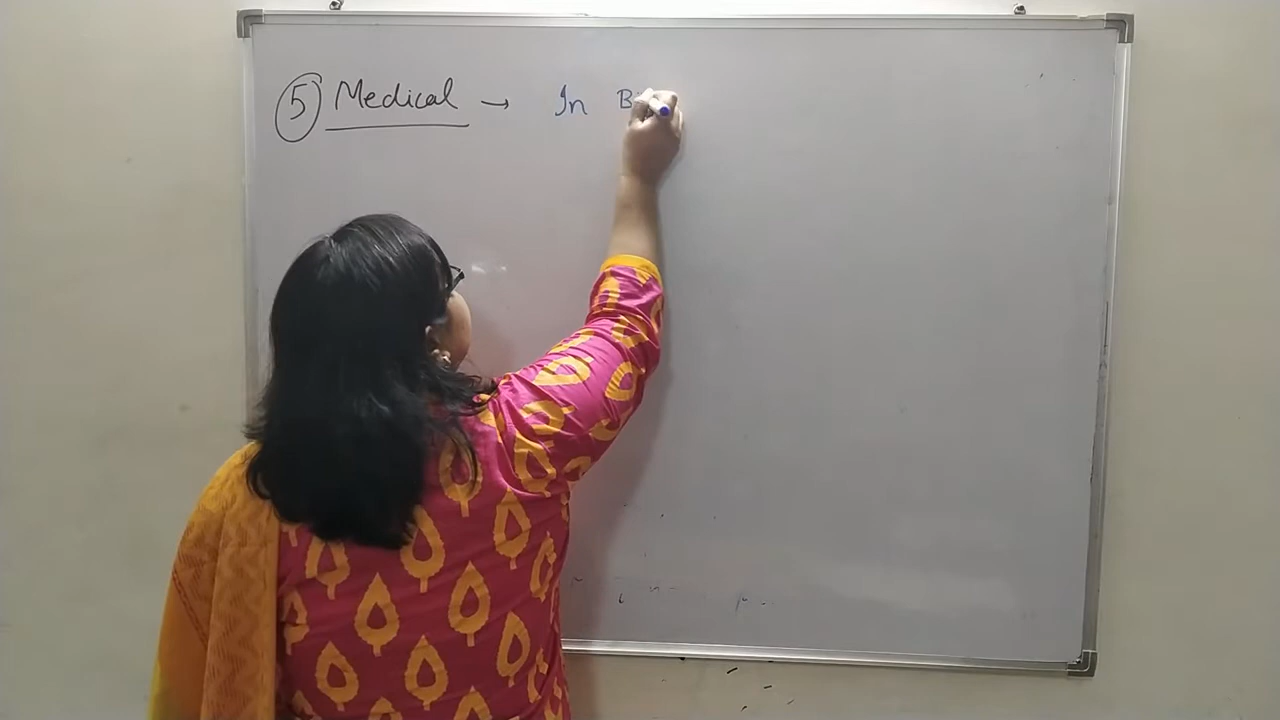 ⑤ Medical → In B